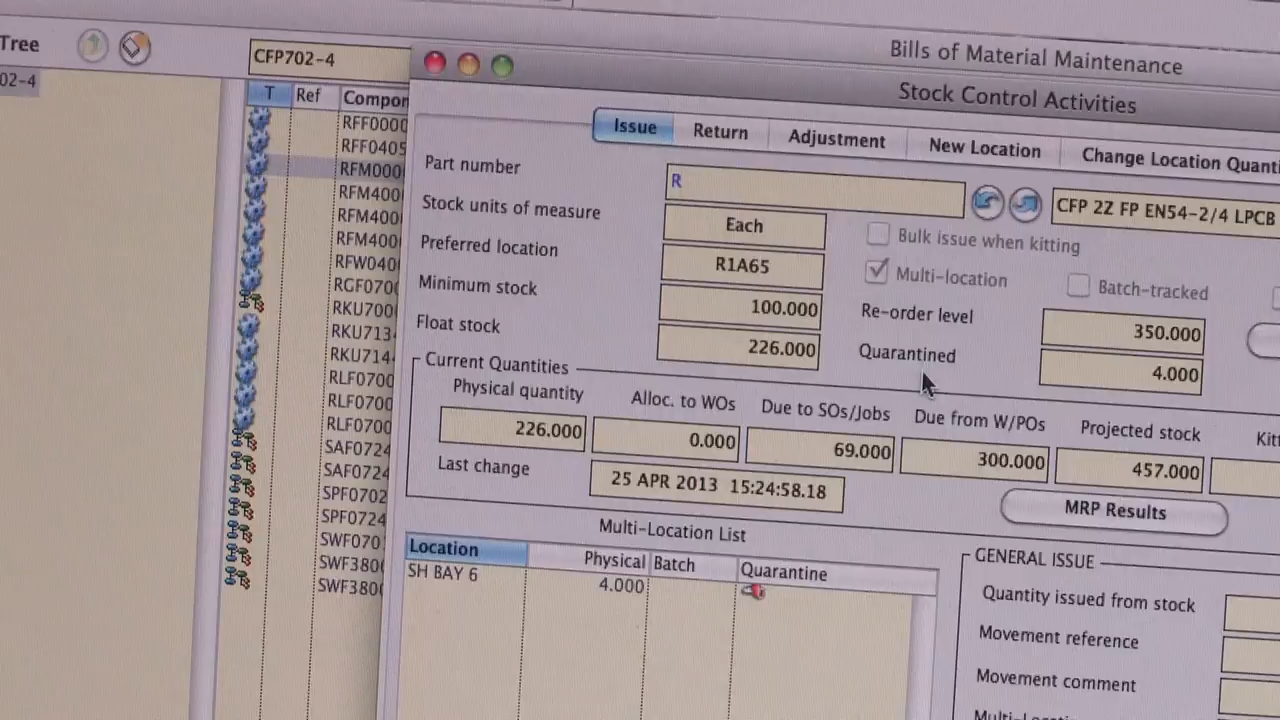 Bills of Material Maintenance
Tree
CFP702-4
Stock Control Activities
02-4
T Ref Compon
Issue Return Adjustment New Location Change Location Quanti
RFF0000
RFF0405
RFM000
RFM400
RFM400
RFM400
RFW040
RGF0700
RKU7000
RKU7134
RKU7144
RLF0700
RLF0700
RLF0700
SAF0724
SAF0724
SPF0702
SPF0724
SWF070
SWF380
SWF380
Part number R CFP 2Z FP EN54-2/4 LPCB
Stock units of measure Each Bulk issue when kitting
Preferred location R1A65 Multi-location Batch-tracked
Minimum stock 100.000 Re-order level 350.000
Float stock 226.000 Quarantined 4.000
Current Quantities
Physical quantity Alloc. to WOs Due to SOs/Jobs Due from W/POs Projected stock Kit
226.000 0.000 69.000 300.000 457.000
Last change 25 APR 2013 15:24:58.18
MRP Results
Multi-Location List
Location Physical Batch Quarantine
SH BAY 6 4.000
GENERAL ISSUE
Quantity issued from stock
Movement reference
Movement comment